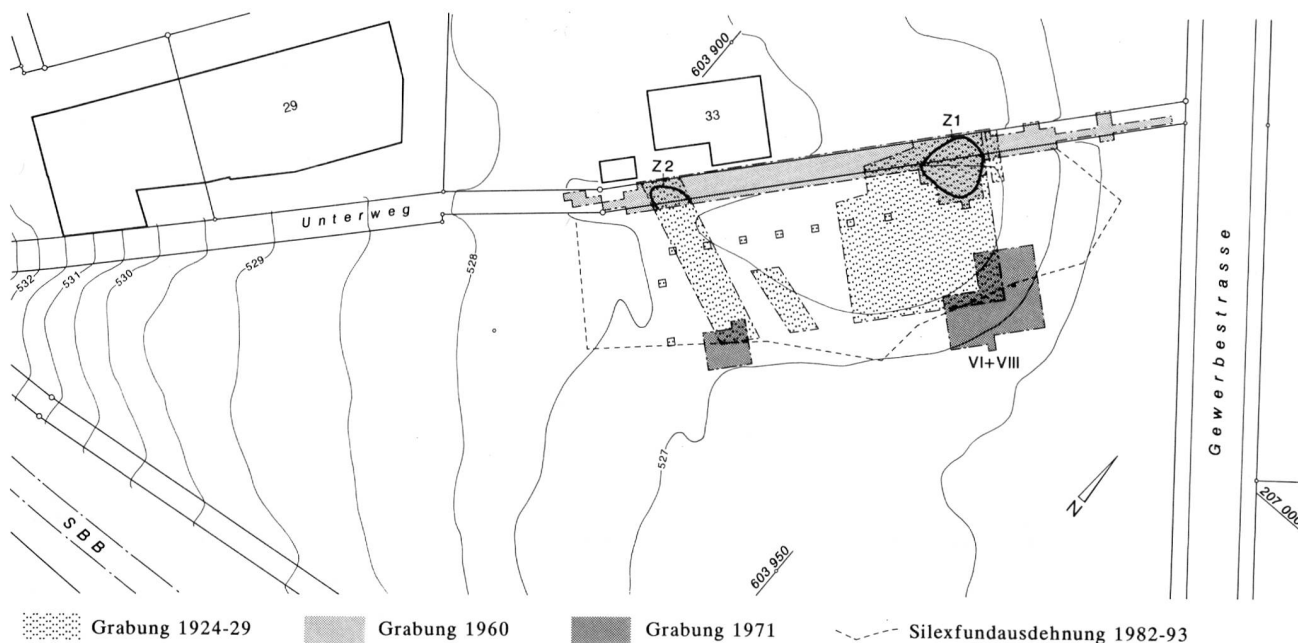 603 900
29
33
Z1
Z2
Unterweg
532
531
530
529
528
527
VI+VIII
Gewerbestrasse
N
207 000
SBB
603 950
Grabung 1924-29
Grabung 1960
Grabung 1971
Silexfundausdehnung 1982-93